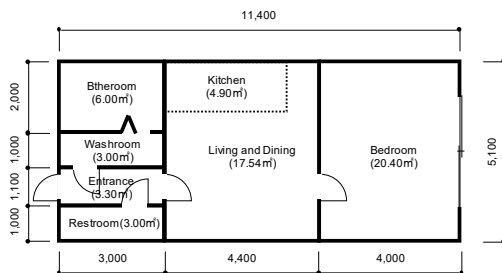 11,400
Btheroom
(6.00㎡)
Kitchen
(4.90㎡)
2,000
Washroom
(3.00㎡)
1,000
Living and Dining
(17.54㎡)
Bedroom
(20.40㎡)
5,100
Entrance
(3.30㎡)
1,100
Restroom(3.00㎡)
1,000
3,000
4,400
4,000